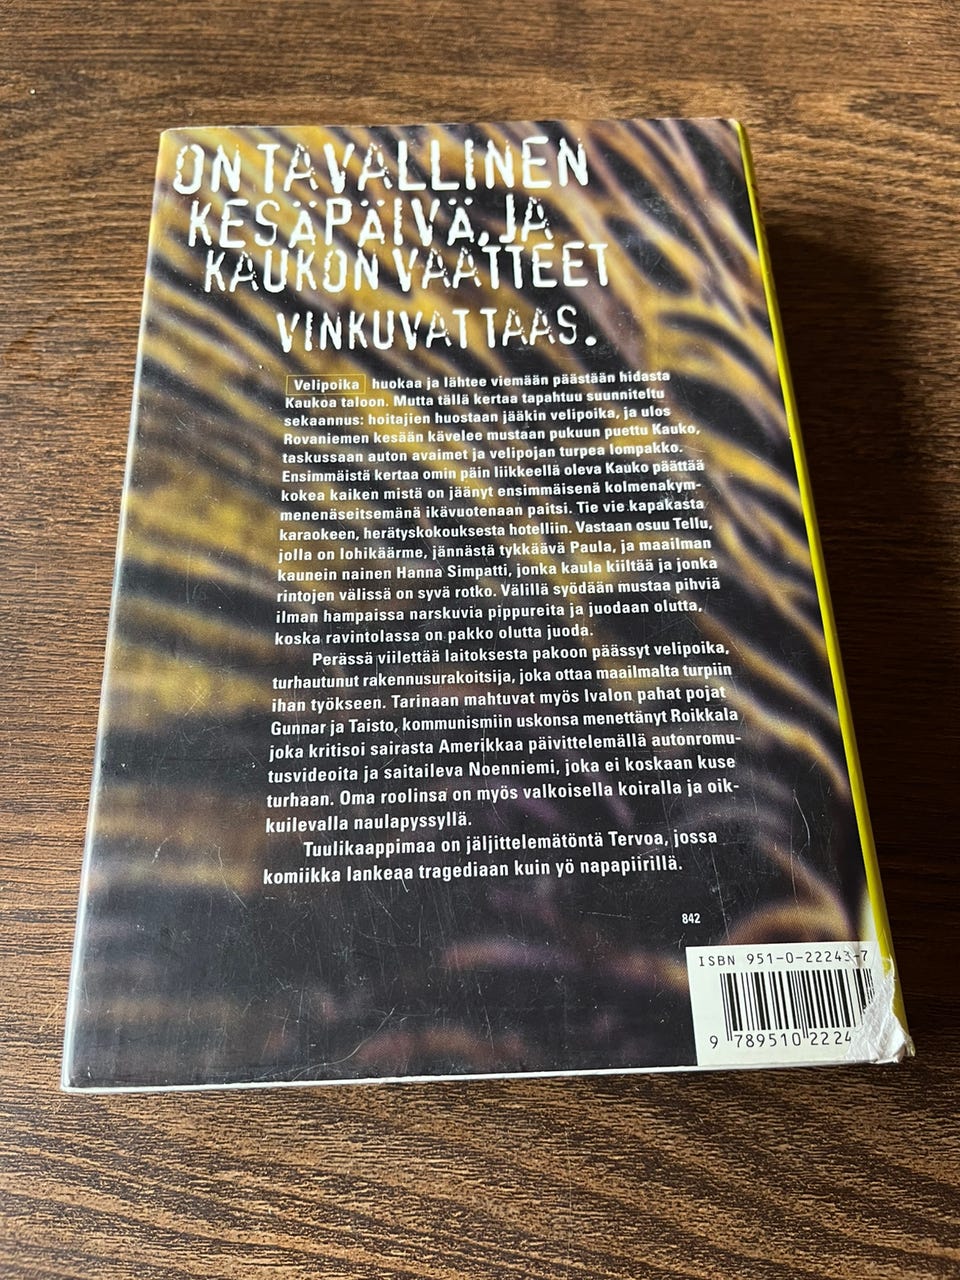 ON TAVALLINEN
KESÄPÄIVÄ, JA
KAUKON VAATTEET
VINKUVAT TAAS.
Velipoika huokaa ja lähtee viemään päästään hidasta
Kaukoa taloon. Mutta tällä kertaa tapahtuu suunniteltu
sekaannus: hoitajien huostaan jääkin velipoika, ja ulos
Rovaniemen kesään kävelee mustaan pukuun puettu Kauko,
taskussaan auton avaimet ja velipojan turpea lompakko.
Ensimmäistä kertaa omin päin liikkeellä oleva Kauko päättää
kokea kaiken mistä on jäänyt ensimmäisenä kolmenakym-
menenäseitsemänä ikävuotenaan paitsi. Tie vie kapakasta
karaokeen, herätyskokouksesta hotelliin. Vastaan osuu Tellu,
jolla on lohikäärme, jännästä tykkäävä Paula, ja maailman
kaunein nainen Hanna Simpatti, jonka kaula kiiltää ja jonka
rintojen välissä on syvä rotko. Välillä syödään mustaa pihviä
ilman hampaissa narskuvia pippureita ja juodaan olutta,
koska ravintolassa on pakko olutta juoda.
Perässä viilettää laitoksesta pakoon päässyt velipoika,
turhautunut rakennusurakoitsija, joka ottaa maailmalta turpiin
ihan työkseen. Tarinaan mahtuvat myös Ivalon pahat pojat
Gunnar ja Taisto, kommunismiin uskonsa menettänyt Roikkala
joka kritisoi sairasta Amerikkaa päivittelemällä autonromu-
tusvideoita ja saitaileva Noenniemi, joka ei koskaan kuse
turhaan. Oma roolinsa on myös valkoisella koiralla ja oik-
kuilevalla naulapyssyllä.
Tuulikaappimaa on jäljittelemätöntä Tervoa, jossa
komiikka lankeaa tragediaan kuin yö napapiirillä.
842
ISBN 951-0-22243-7
9 789510 2224